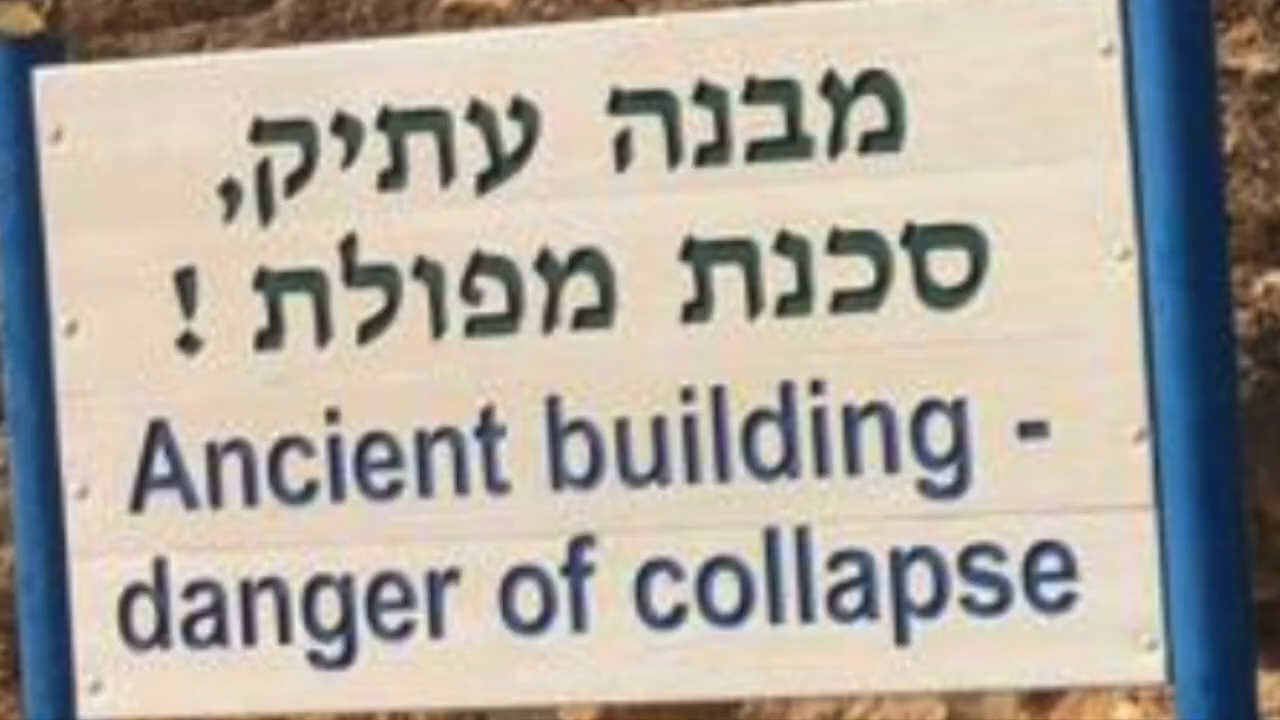 מבנה עתיק,
סכנת מפולת !
Ancient building -
danger of collapse